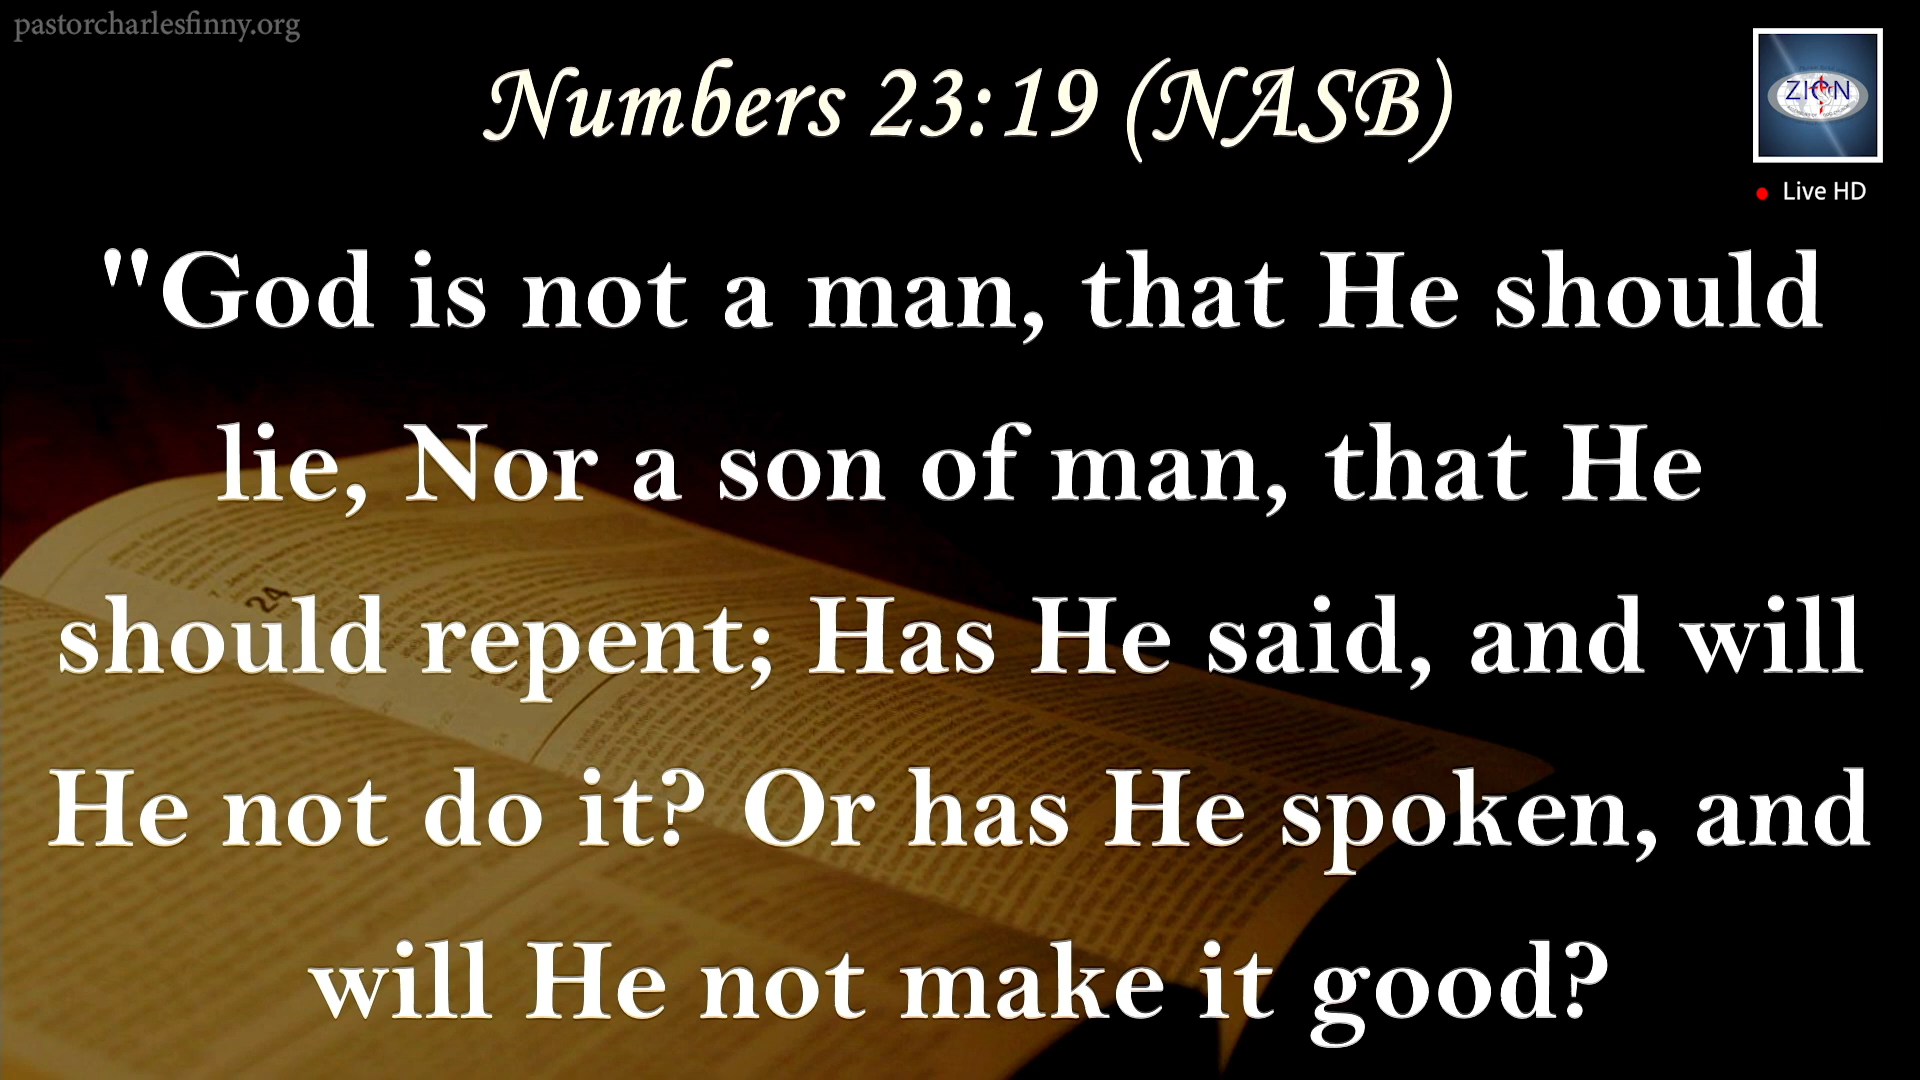 pastorcharlesfinny.org
Numbers 23:19 (NASB)
ZION
Live HD
"God is not a man, that He should
lie, Nor a son of man, that He
should repent; Has He said, and will
He not do it? Or has He spoken, and
will He not make it good?
24